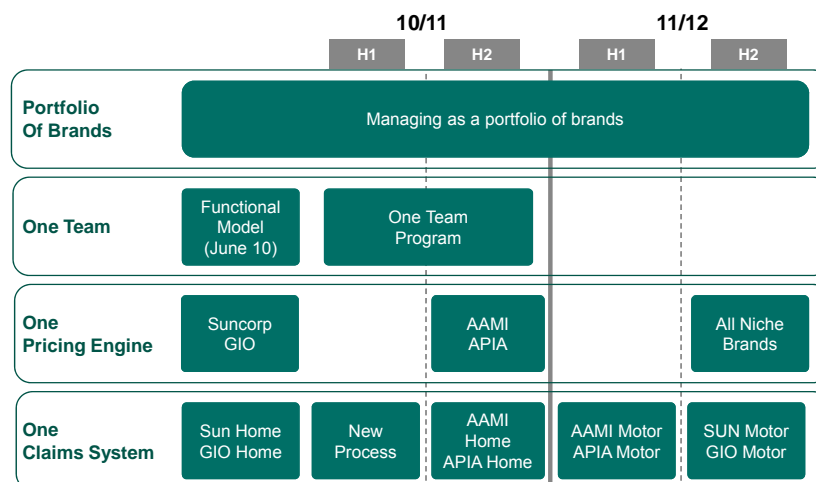 10/11
11/12
H1
H2
H1
H2
Portfolio
Of Brands
Managing as a portfolio of brands
One Team
Functional
Model
(June 10)
One Team
Program
One
Pricing Engine
Suncorp
GIO
AAMI
APIA
All Niche
Brands
One
Claims System
Sun Home
GIO Home
New
Process
AAMI
Home
APIA Home
AAMI Motor
APIA Motor
SUN Motor
GIO Motor